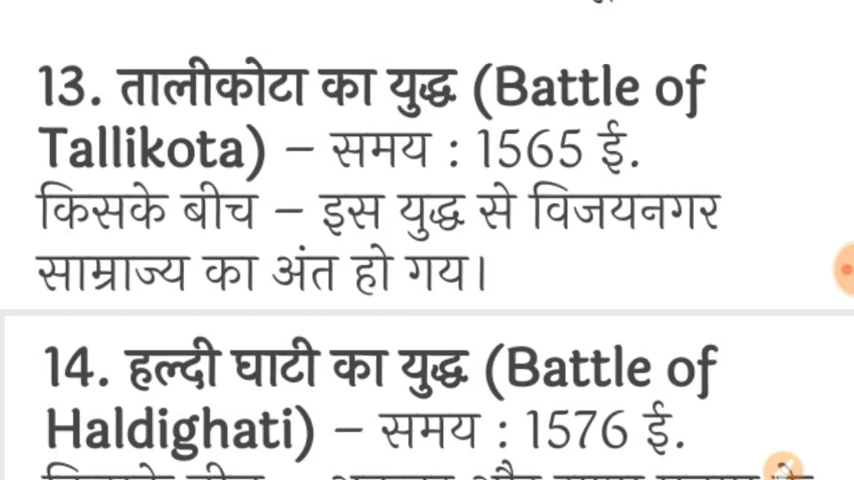 13. तालीकोटा का युद्ध (Battle of
Tallikota) – समय : 1565 ई.
किसके बीच – इस युद्ध से विजयनगर
साम्राज्य का अंत हो गय।
14. हल्दी घाटी का युद्ध (Battle of
Haldighati) – समय : 1576 ई.